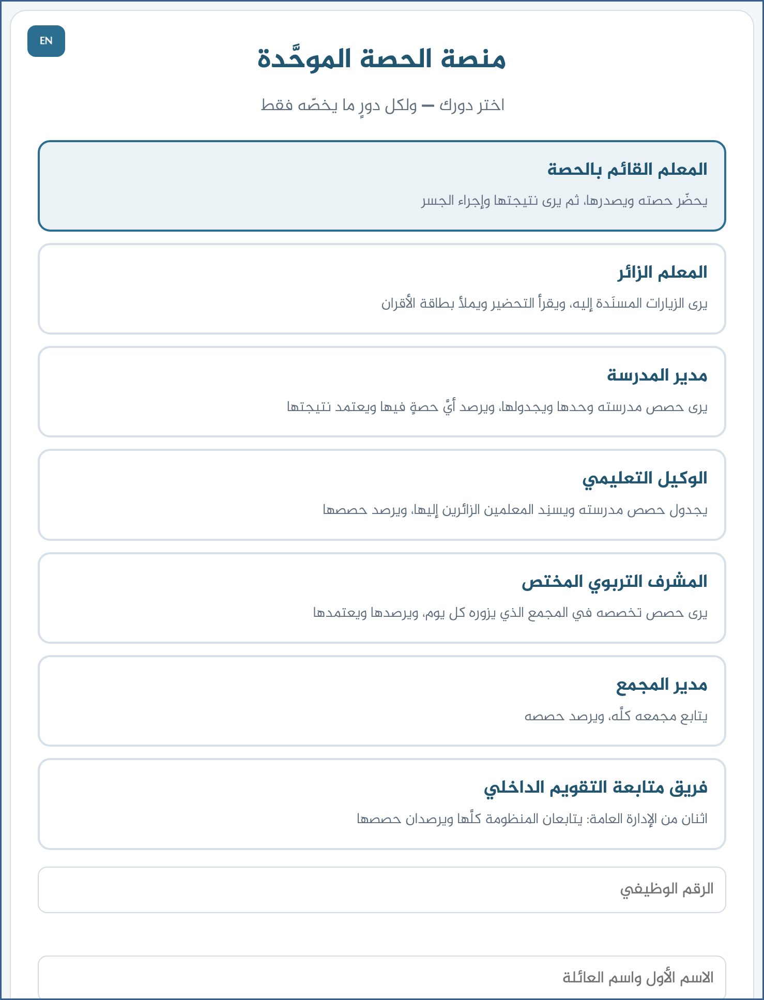 EN
منصة الحصة الموحَّدة
اختر دورك — ولكل دورٍ ما يخصّه فقط
المعلم القائم بالحصة
يحضّر حصته ويصدرها، ثم يرى نتيجتها وإجراء الجسر
المعلم الزائر
يرى الزيارات المسنَدة إليه، ويقرأ التحضير ويملأ بطاقة الأقران
مدير المدرسة
يرى حصص مدرسته وحدها ويجدولها، ويرصد أيَّ حصةٍ فيها ويعتمد نتيجتها
الوكيل التعليمي
يجدول حصص مدرسته ويسنِد المعلمين الزائرين إليها، ويرصد حصصها
المشرف التربوي المختص
يرى حصص تخصصه في المجمع الذي يزوره كل يوم، ويرصدها ويعتمدها
مدير المجمع
يتابع مجمعه كلَّه، ويرصد حصصه
فريق متابعة التقويم الداخلي
اثنان من الإدارة العامة: يتابعان المنظومة كلَّها ويرصدان حصصها
الرقم الوظيفي
الاسم الأول واسم العائلة